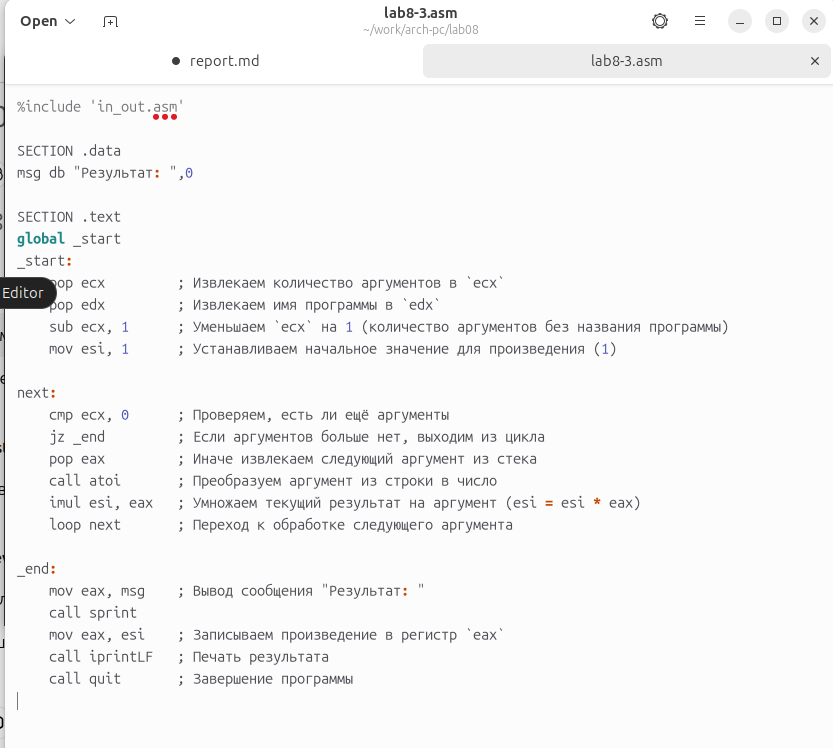 Open
lab8-3.asm
~/work/arch-pc/lab08
report.md
lab8-3.asm
%include 'in_out.asm'
SECTION .data
msg db "Результат: ",0
SECTION .text
global _start
_start:
pop ecx ; Извлекаем количество аргументов в `ecx`
Editor
pop edx ; Извлекаем имя программы в `edx`
sub ecx, 1 ; Уменьшаем `ecx` на 1 (количество аргументов без названия программы)
mov esi, 1 ; Устанавливаем начальное значение для произведения (1)
next:
cmp ecx, 0 ; Проверяем, есть ли ещё аргументы
jz _end ; Если аргументов больше нет, выходим из цикла
pop eax ; Иначе извлекаем следующий аргумент из стека
call atoi ; Преобразуем аргумент из строки в число
imul esi, eax ; Умножаем текущий результат на аргумент (esi = esi * eax)
loop next ; Переход к обработке следующего аргумента
_end:
mov eax, msg ; Вывод сообщения "Результат: "
call sprint
mov eax, esi ; Записываем произведение в регистр `eax`
call iprintLF ; Печать результата
call quit ; Завершение программы